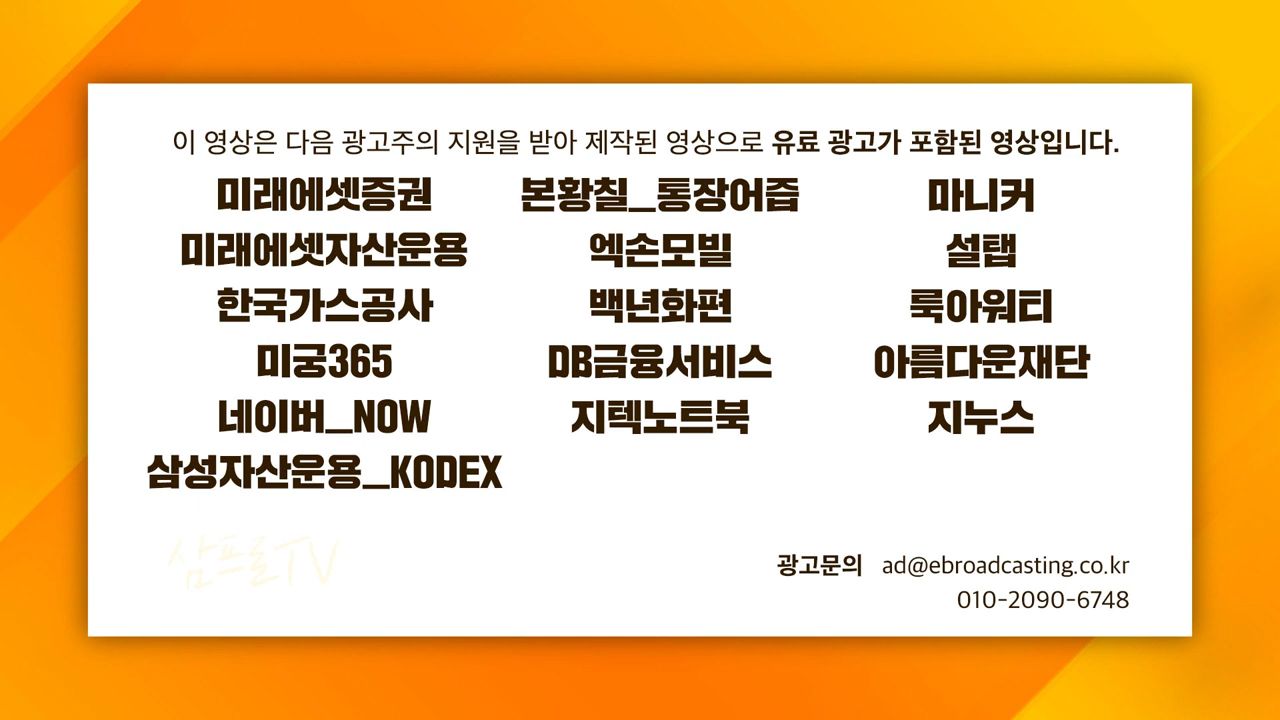 이 영상은 다음 광고주의 지원을 받아 제작된 영상으로 유료 광고가 포함된 영상입니다.
미래에셋증권 본황칠_통장어즙 마니커
미래에셋자산운용 엑손모빌 설탭
한국가스공사 백년화편 룩아워티
미궁365 DB금융서비스 아름다운재단
네이버_NOW 지텍노트북 지누스
삼성자산운용_KODEX
삼프로TV
광고문의 ad@ebroadcasting.co.kr
010-2090-6748